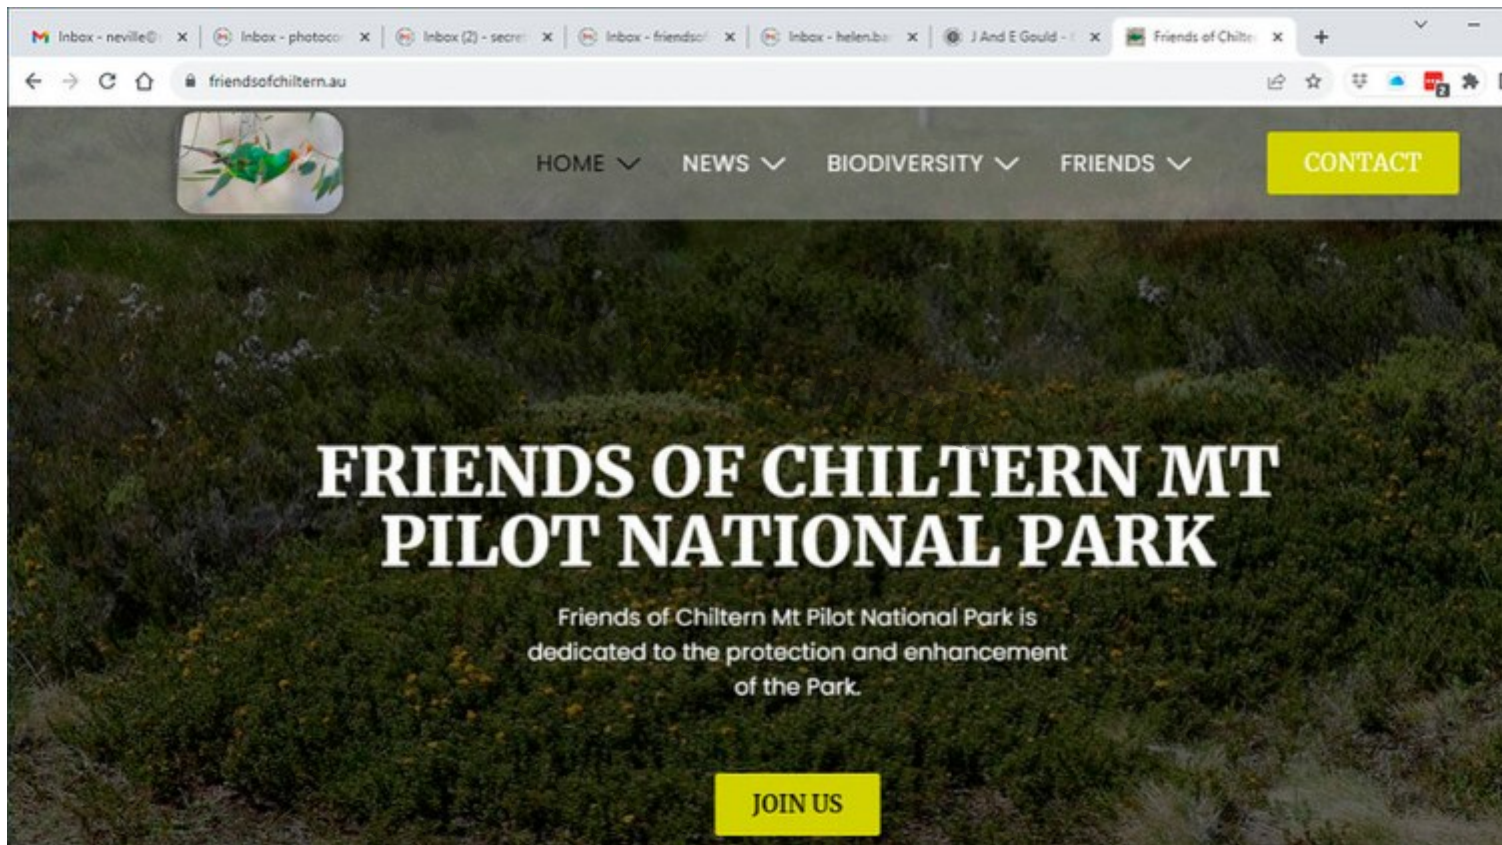 Inbox - neville@
Inbox - photoco
Inbox (2) - secre
Inbox - friendsof
Inbox - helen.ba
J And E Gould -
Friends of Chilte
friendsofchiltern.au
2
HOME
NEWS
BIODIVERSITY
FRIENDS
CONTACT
FRIENDS OF CHILTERN MT
PILOT NATIONAL PARK
Friends of Chiltern Mt Pilot National Park is
dedicated to the protection and enhancement
of the Park.
JOIN US